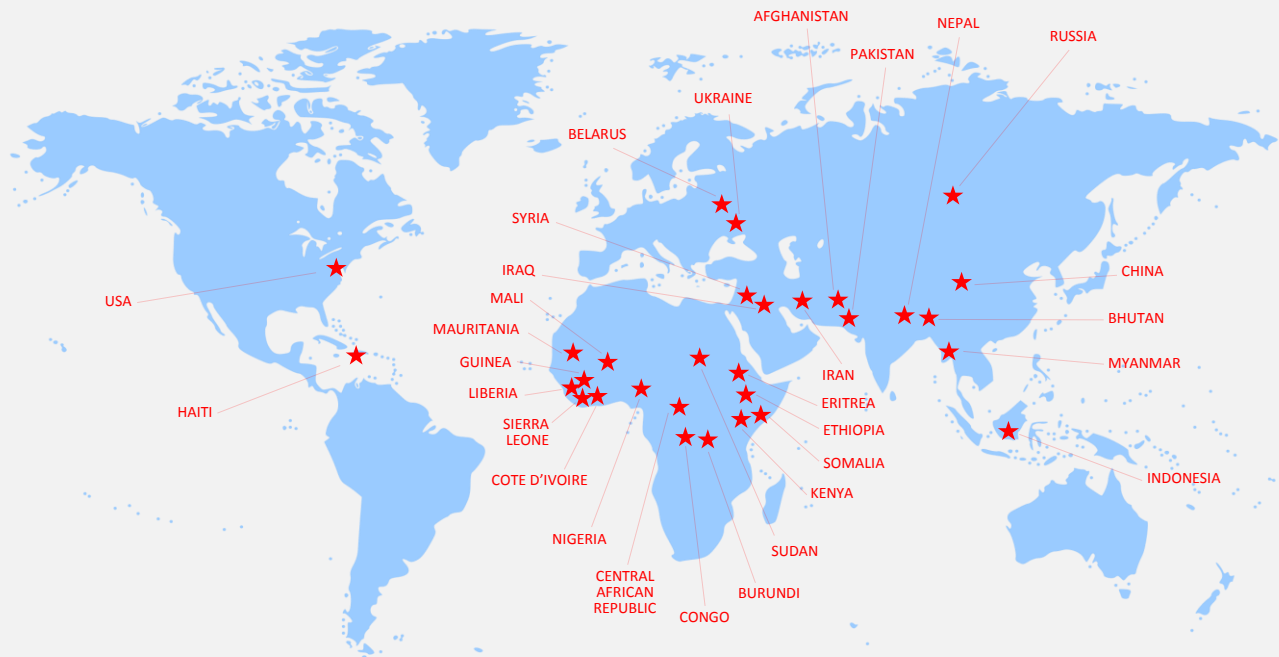 AFGHANISTAN
NEPAL
RUSSIA
PAKISTAN
UKRAINE
BELARUS
SYRIA
IRAQ
CHINA
MALI
USA
BHUTAN
MAURITANIA
GUINEA
MYANMAR
IRAN
LIBERIA
ERITREA
HAITI
SIERRA
LEONE
ETHIOPIA
SOMALIA
COTE D'IVOIRE
INDONESIA
KENYA
NIGERIA
SUDAN
CENTRAL
AFRICAN
REPUBLIC
BURUNDI
CONGO